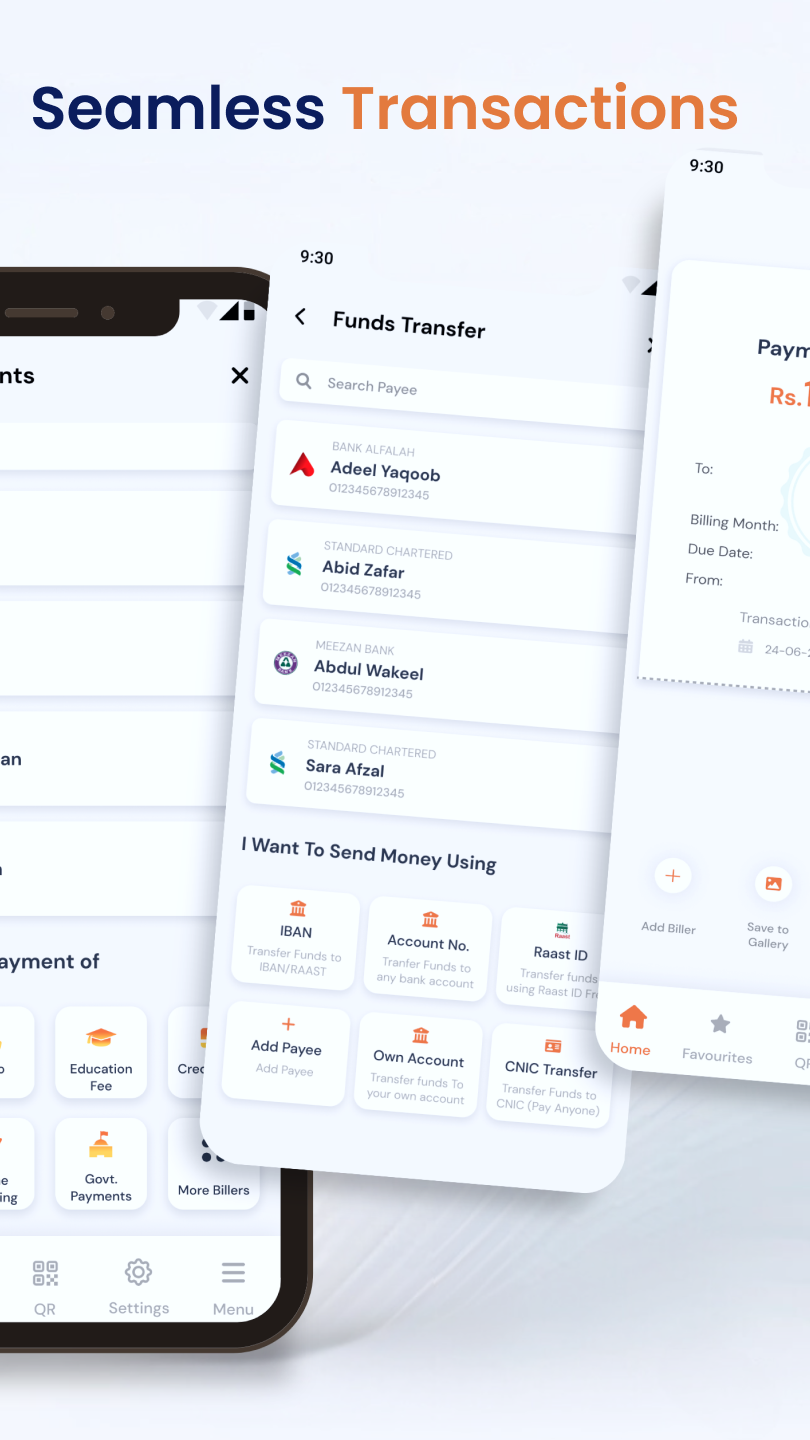 Seamless Transactions
nts
an
ayment of
Education
Fee
Govt.
Payments
More Billers
QR
Settings
Menu
9:30
Funds Transfer
Search Payee
BANK ALFALAH
Adeel Yaqoob
012345678912345
STANDARD CHARTERED
Abid Zafar
012345678912345
MEEZAN BANK
Abdul Wakeel
012345678912345
STANDARD CHARTERED
Sara Afzal
012345678912345
I Want To Send Money Using
IBAN
Transfer Funds to
IBAN/RAAST
Account No.
Tranfer Funds to
any bank account
Raast
Raast ID
Transfer funds
using Raast ID Fr
Add Payee
Add Payee
Own Account
Transfer funds To
your own account
CNIC Transfer
Transfer Funds to
CNIC (Pay Anyone)
9:30
Paym
Rs.1
To:
Billing Month:
Due Date:
From:
Transactio
24-06-2
Add Biller
Save to
Gallery
Home
Favourites